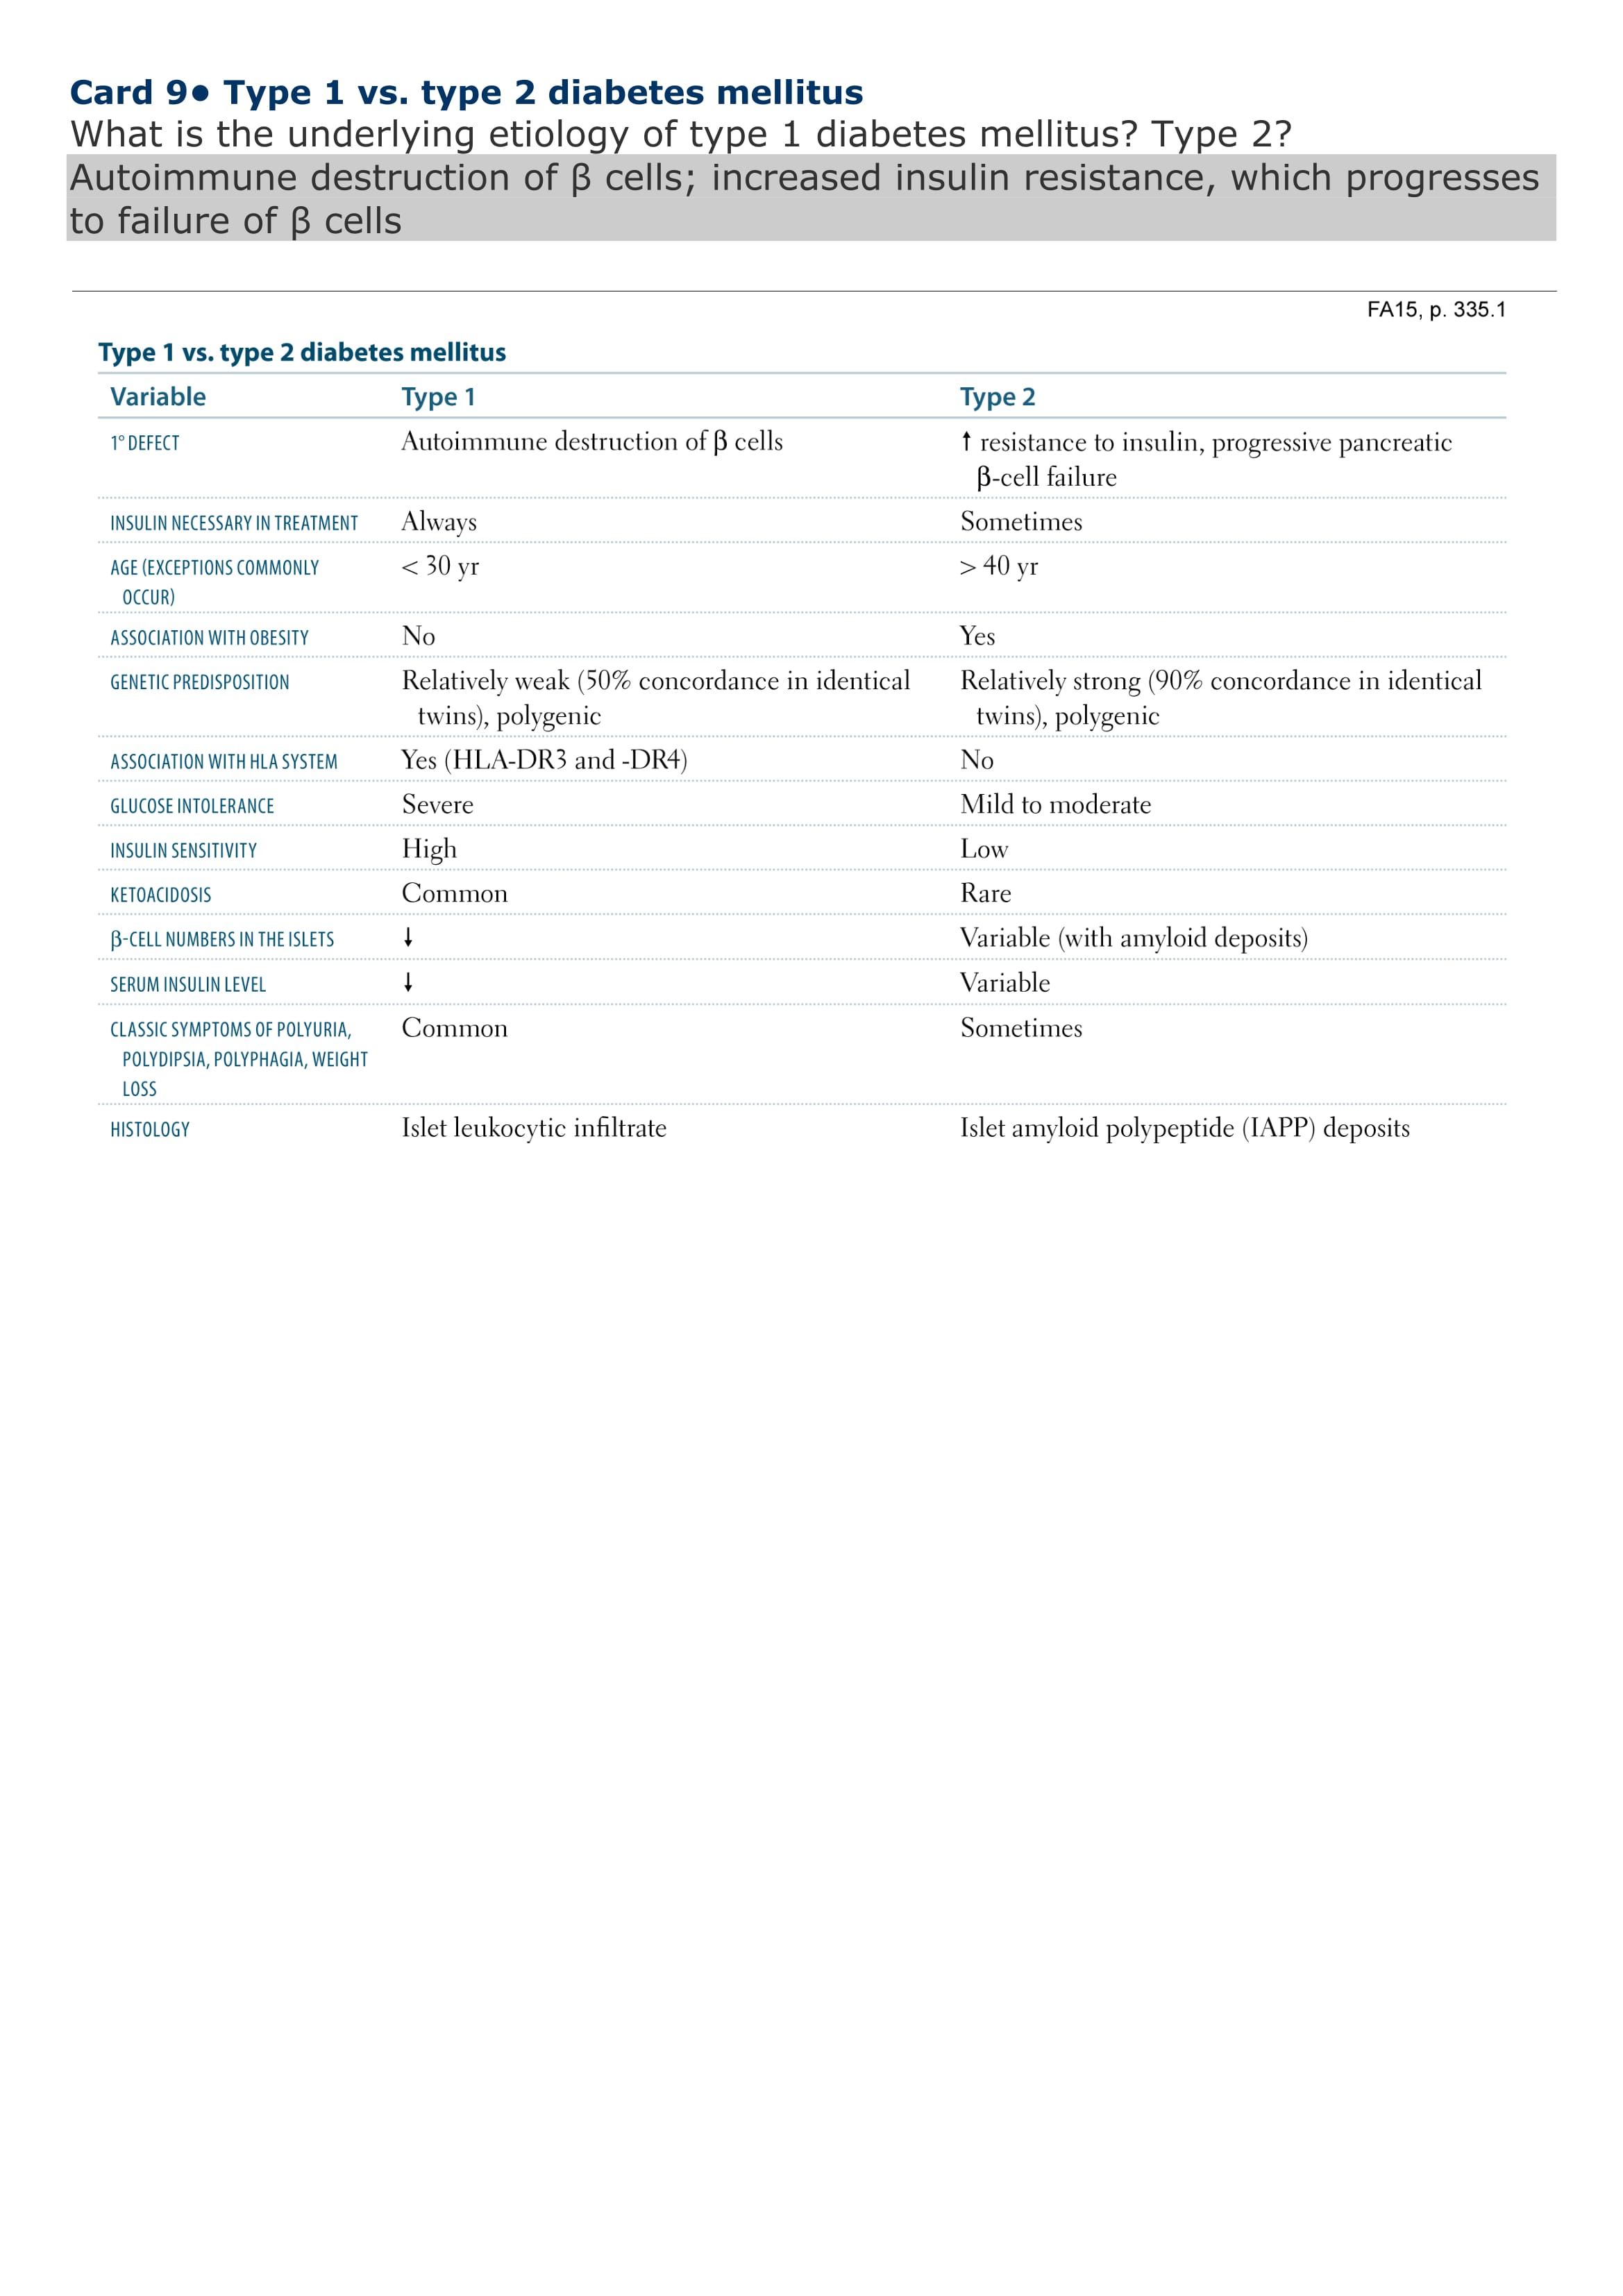 Card 9• Type 1 vs. type 2 diabetes mellitus
What is the underlying etiology of type 1 diabetes mellitus? Type 2?
Autoimmune destruction of β cells; increased insulin resistance, which progresses
to failure of β cells
FA15, p. 335.1
Type 1 vs. type 2 diabetes mellitus
Variable Type 1 Type 2
1° DEFECT Autoimmune destruction of β cells ↑ resistance to insulin, progressive pancreatic
β-cell failure
INSULIN NECESSARY IN TREATMENT Always Sometimes
AGE (EXCEPTIONS COMMONLY < 30 yr > 40 yr
OCCUR)
ASSOCIATION WITH OBESITY No Yes
GENETIC PREDISPOSITION Relatively weak (50% concordance in identical Relatively strong (90% concordance in identical
twins), polygenic twins), polygenic
ASSOCIATION WITH HLA SYSTEM Yes (HLA-DR3 and -DR4) No
GLUCOSE INTOLERANCE Severe Mild to moderate
INSULIN SENSITIVITY High Low
KETOACIDOSIS Common Rare
β-CELL NUMBERS IN THE ISLETS ↓ Variable (with amyloid deposits)
SERUM INSULIN LEVEL ↓ Variable
CLASSIC SYMPTOMS OF POLYURIA, Common Sometimes
POLYDIPSIA, POLYPHAGIA, WEIGHT
LOSS
HISTOLOGY Islet leukocytic infiltrate Islet amyloid polypeptide (IAPP) deposits